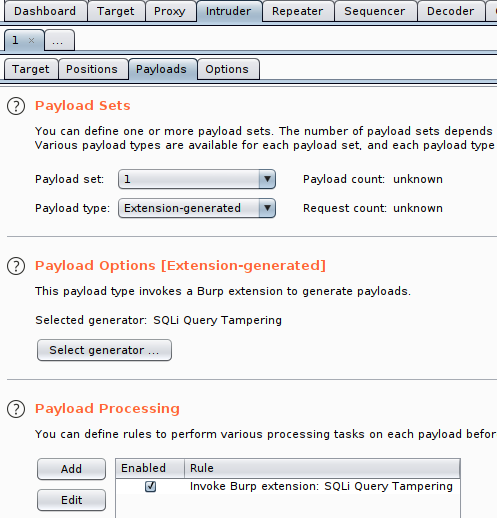 Dashboard Target Proxy Intruder Repeater Sequencer Decoder
1 × ...
Target Positions Payloads Options
? Payload Sets
You can define one or more payload sets. The number of payload sets depends
Various payload types are available for each payload set, and each payload type
Payload set: 1 Payload count: unknown
Payload type: Extension-generated Request count: unknown
? Payload Options [Extension-generated]
This payload type invokes a Burp extension to generate payloads.
Selected generator: SQLi Query Tampering
Select generator ...
? Payload Processing
You can define rules to perform various processing tasks on each payload befor
Add Enabled Rule
Invoke Burp extension: SQLi Query Tampering
Edit